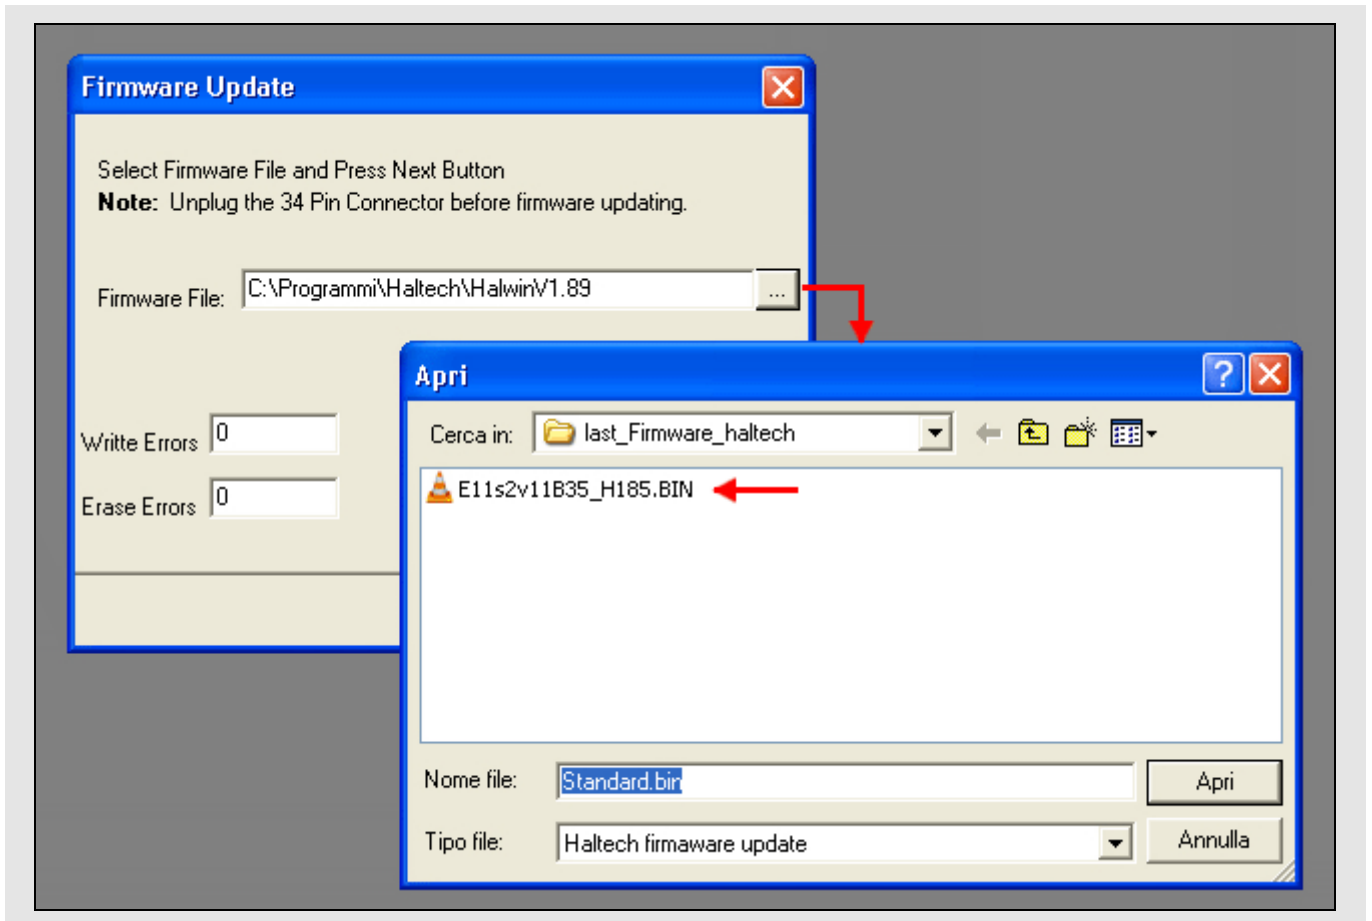 Firmware Update
Select Firmware File and Press Next Button
Note: Unplug the 34 Pin Connector before firmware updating.
Firmware File: C:\Programmi\Haltech\HalwinV1.89 ...
Writte Errors 0
Erase Errors 0
Apri
Cerca in: last_Firmware_haltech
E11s2v11B35_H185.BIN
Nome file: Standard.bin Apri
Tipo file: Haltech firmaware update Annulla